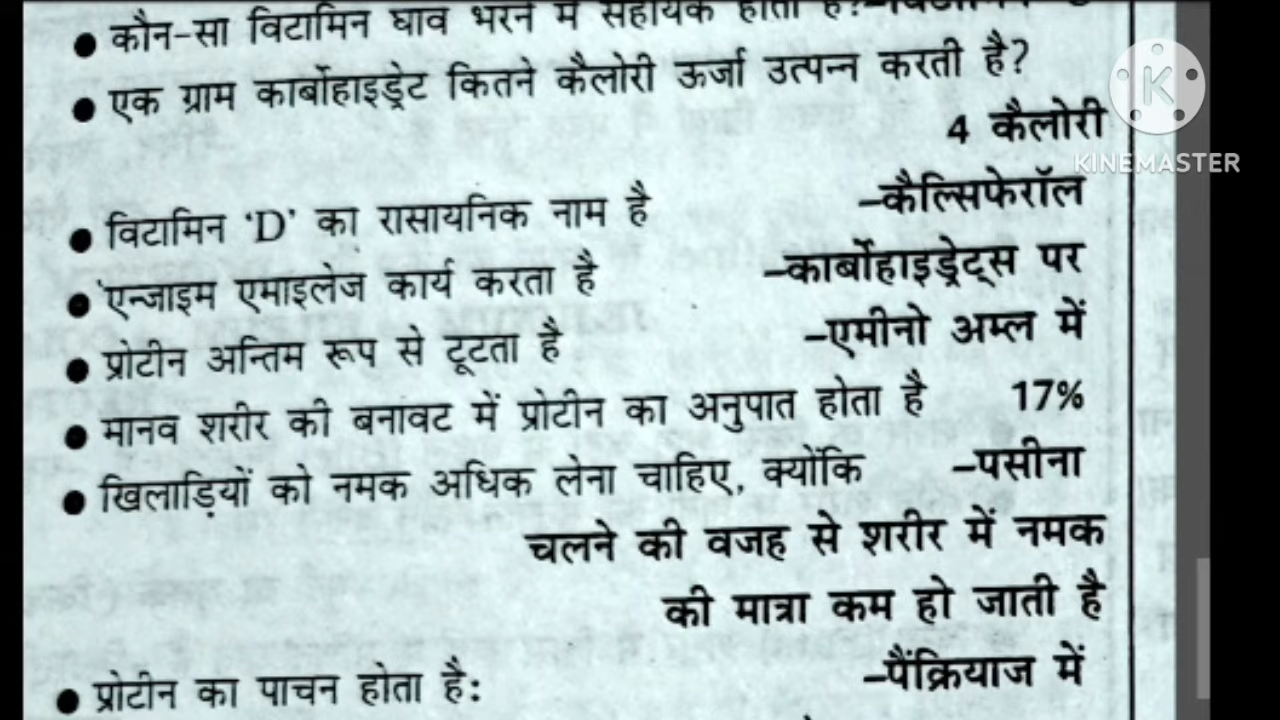 ● कौन-सा विटामिन घाव भरने में सहायक होता है?
● एक ग्राम कार्बोहाइड्रेट कितने कैलोरी ऊर्जा उत्पन्न करती है?
4 कैलोरी
KINEMASTER
● विटामिन 'D' का रासायनिक नाम है –कैल्सिफेरॉल
● एन्जाइम एमाइलेज कार्य करता है –कार्बोहाइड्रेट्स पर
● प्रोटीन अन्तिम रूप से टूटता है –एमीनो अम्ल में
● मानव शरीर की बनावट में प्रोटीन का अनुपात होता है 17%
● खिलाड़ियों को नमक अधिक लेना चाहिए, क्योंकि –पसीना
चलने की वजह से शरीर में नमक
की मात्रा कम हो जाती है
● प्रोटीन का पाचन होता है: –पैंक्रियाज में